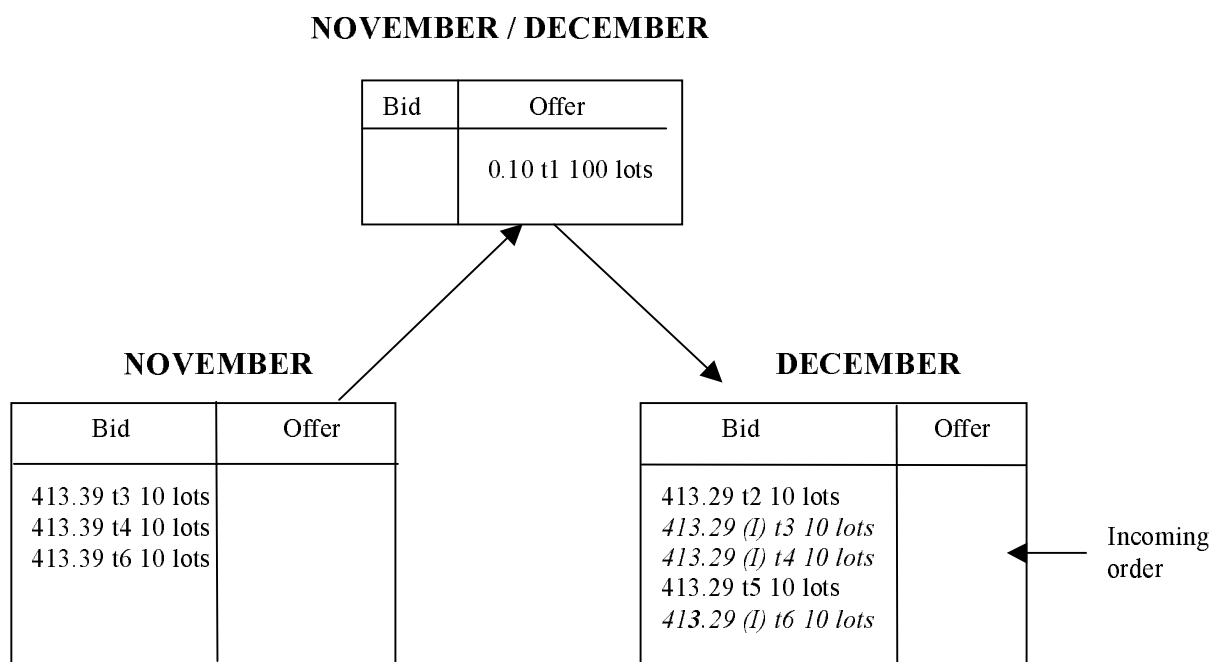 NOVEMBER / DECEMBER
Bid Offer
0.10 t1 100 lots
NOVEMBER
Bid Offer
413.39 t3 10 lots
413.39 t4 10 lots
413.39 t6 10 lots
DECEMBER
Bid Offer
413.29 t2 10 lots
413.29 (I) t3 10 lots
413.29 (I) t4 10 lots
413.29 t5 10 lots
413.29 (I) t6 10 lots
Incoming
order